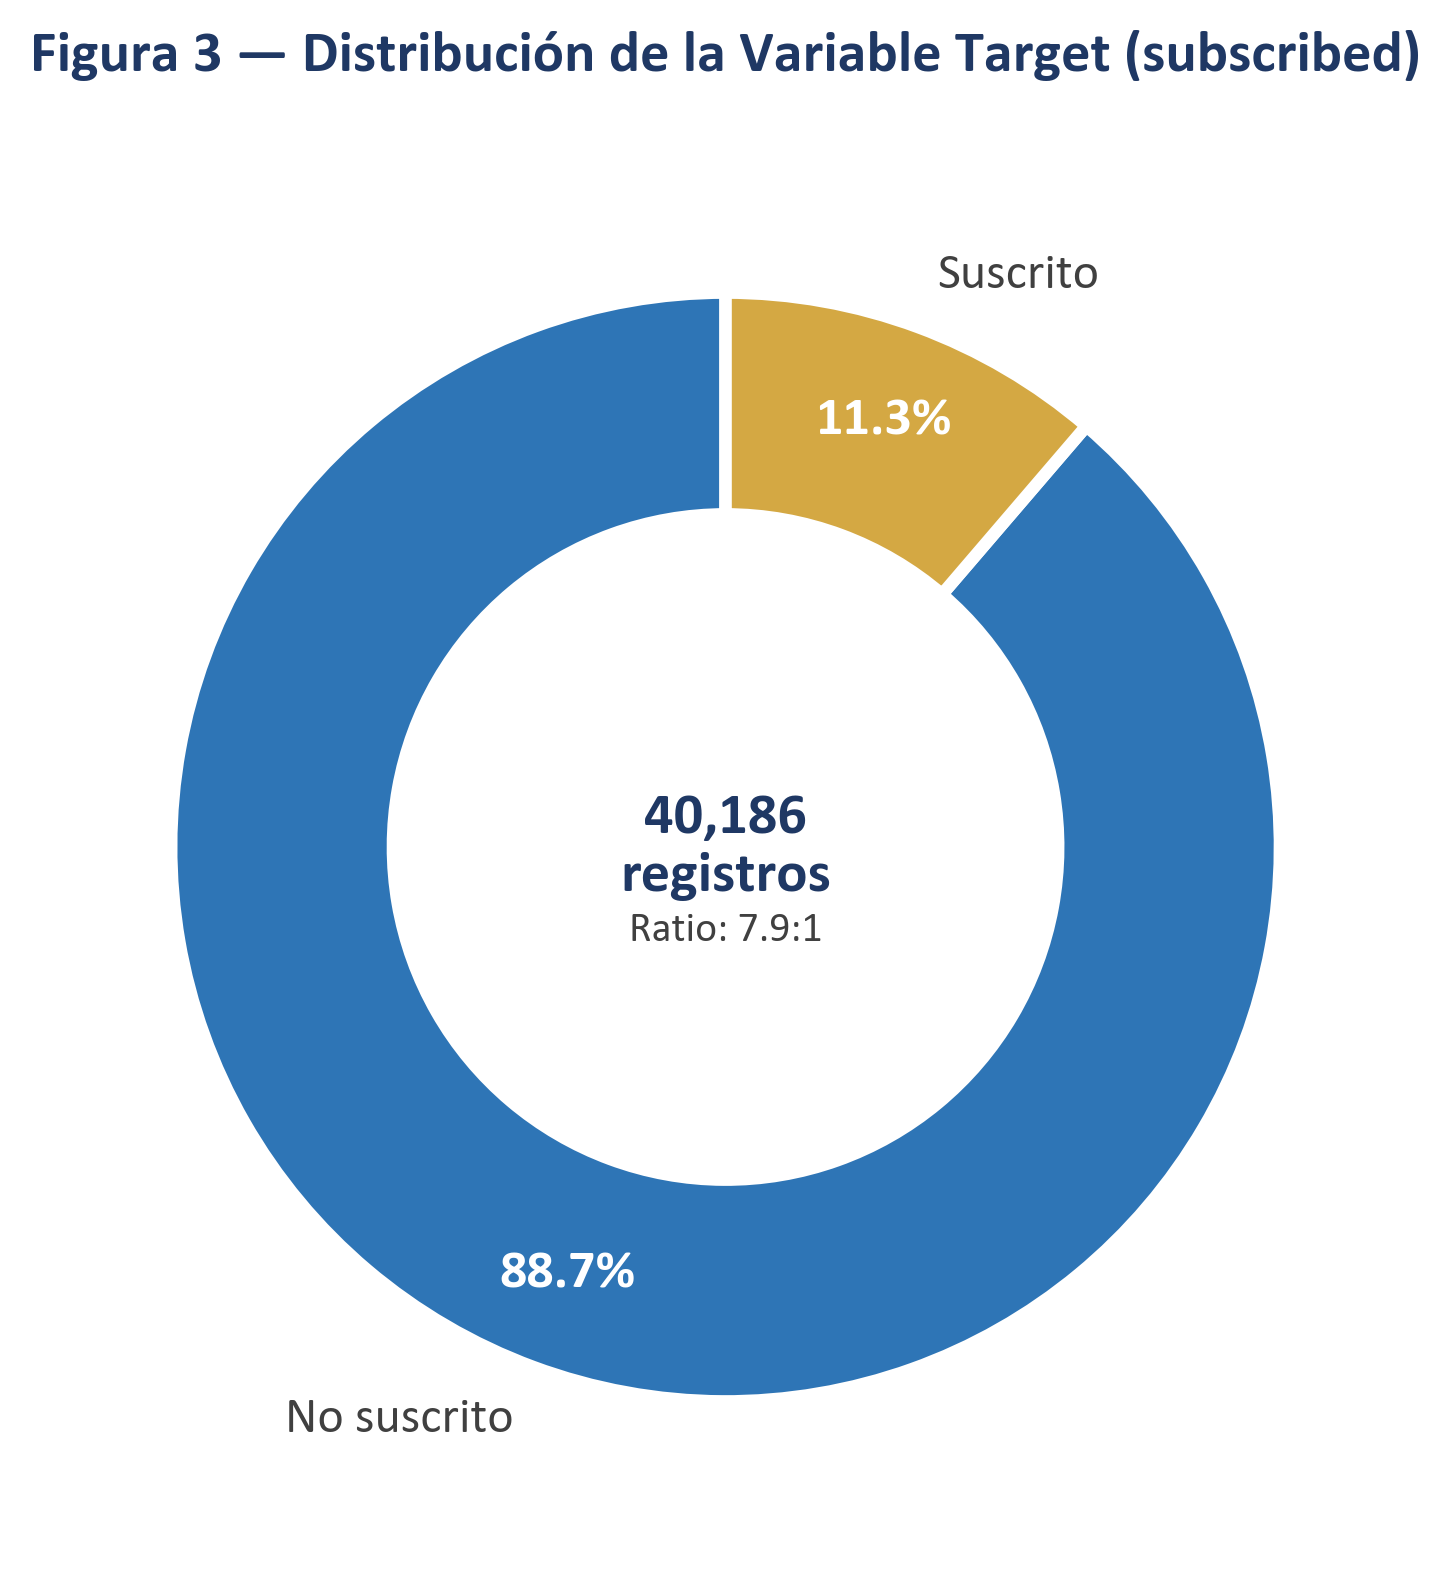 Figura 3 — Distribución de la Variable Target (subscribed)
Suscrito
11.3%
40,186
registros
Ratio: 7.9:1
88.7%
No suscrito